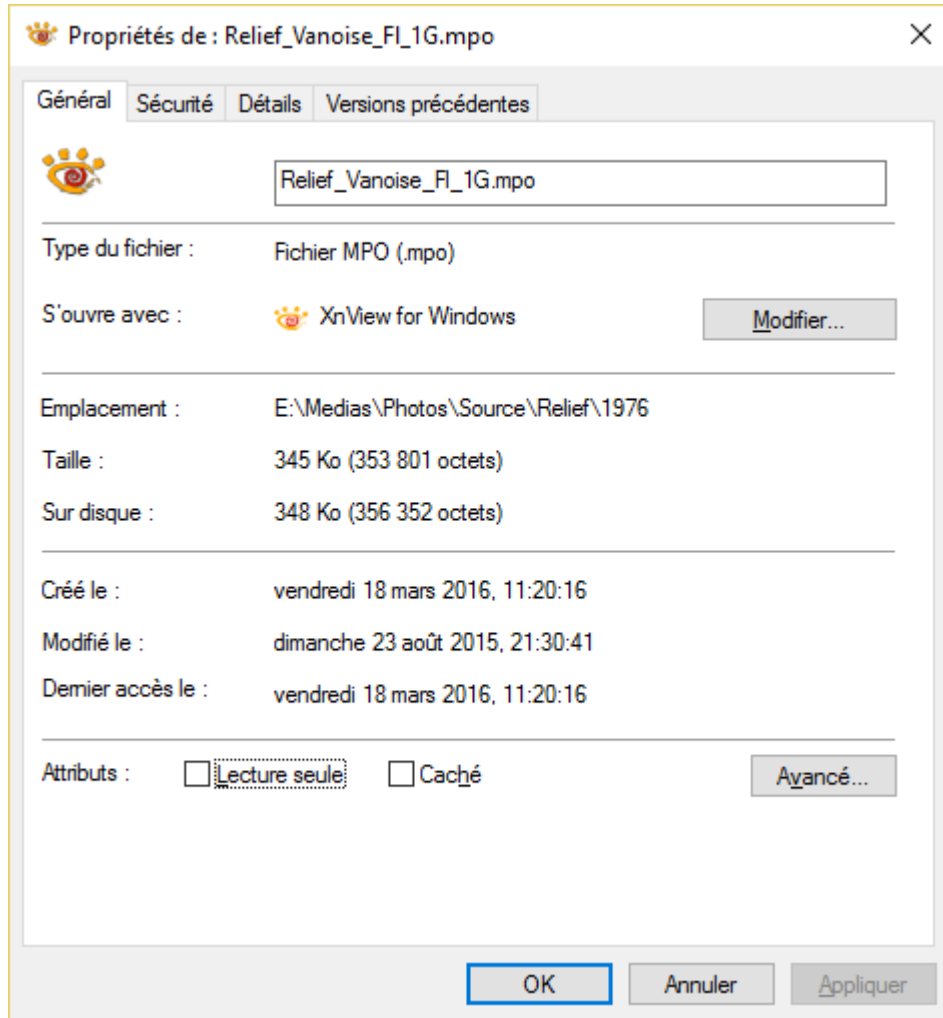 Propriétés de : Relief_Vanoise_Fl_1G.mpo
Général Sécurité Détails Versions précédentes
Relief_Vanoise_Fl_1G.mpo
Type du fichier : Fichier MPO (.mpo)
S'ouvre avec : XnView for Windows Modifier...
Emplacement : E:\Medias\Photos\Source\Relief\1976
Taille : 345 Ko (353 801 octets)
Sur disque : 348 Ko (356 352 octets)
Créé le : vendredi 18 mars 2016, 11:20:16
Modifié le : dimanche 23 août 2015, 21:30:41
Dernier accès le : vendredi 18 mars 2016, 11:20:16
Attributs : Lecture seule Caché Avancé...
OK Annuler Appliquer